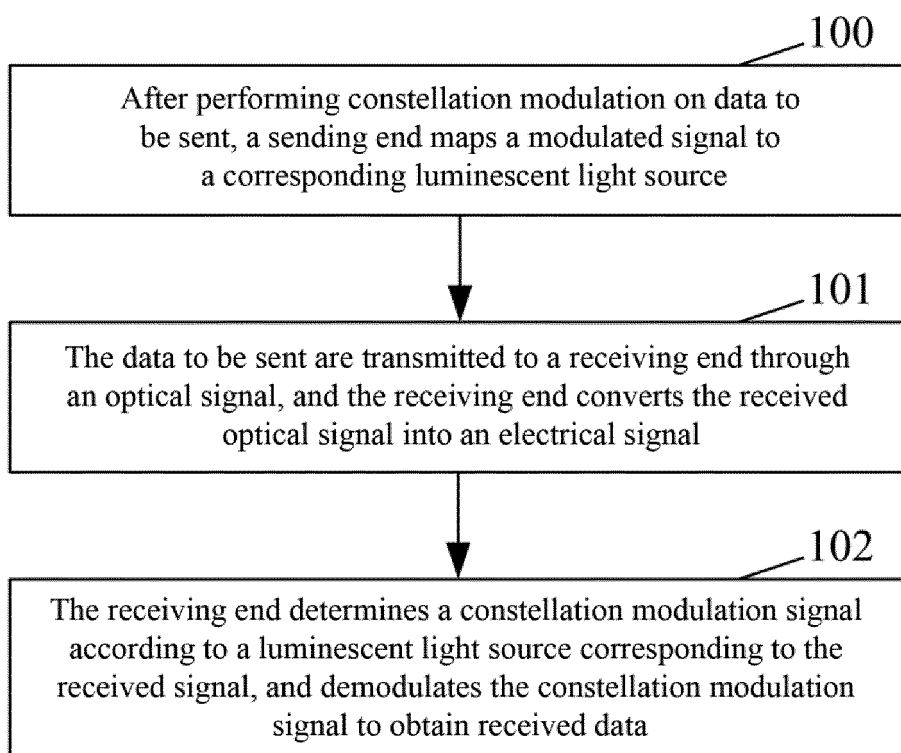 100
After performing constellation modulation on data to
be sent, a sending end maps a modulated signal to
a corresponding luminescent light source
101
The data to be sent are transmitted to a receiving end through
an optical signal, and the receiving end converts the received
optical signal into an electrical signal
102
The receiving end determines a constellation modulation signal
according to a luminescent light source corresponding to the
received signal, and demodulates the constellation modulation
signal to obtain received data